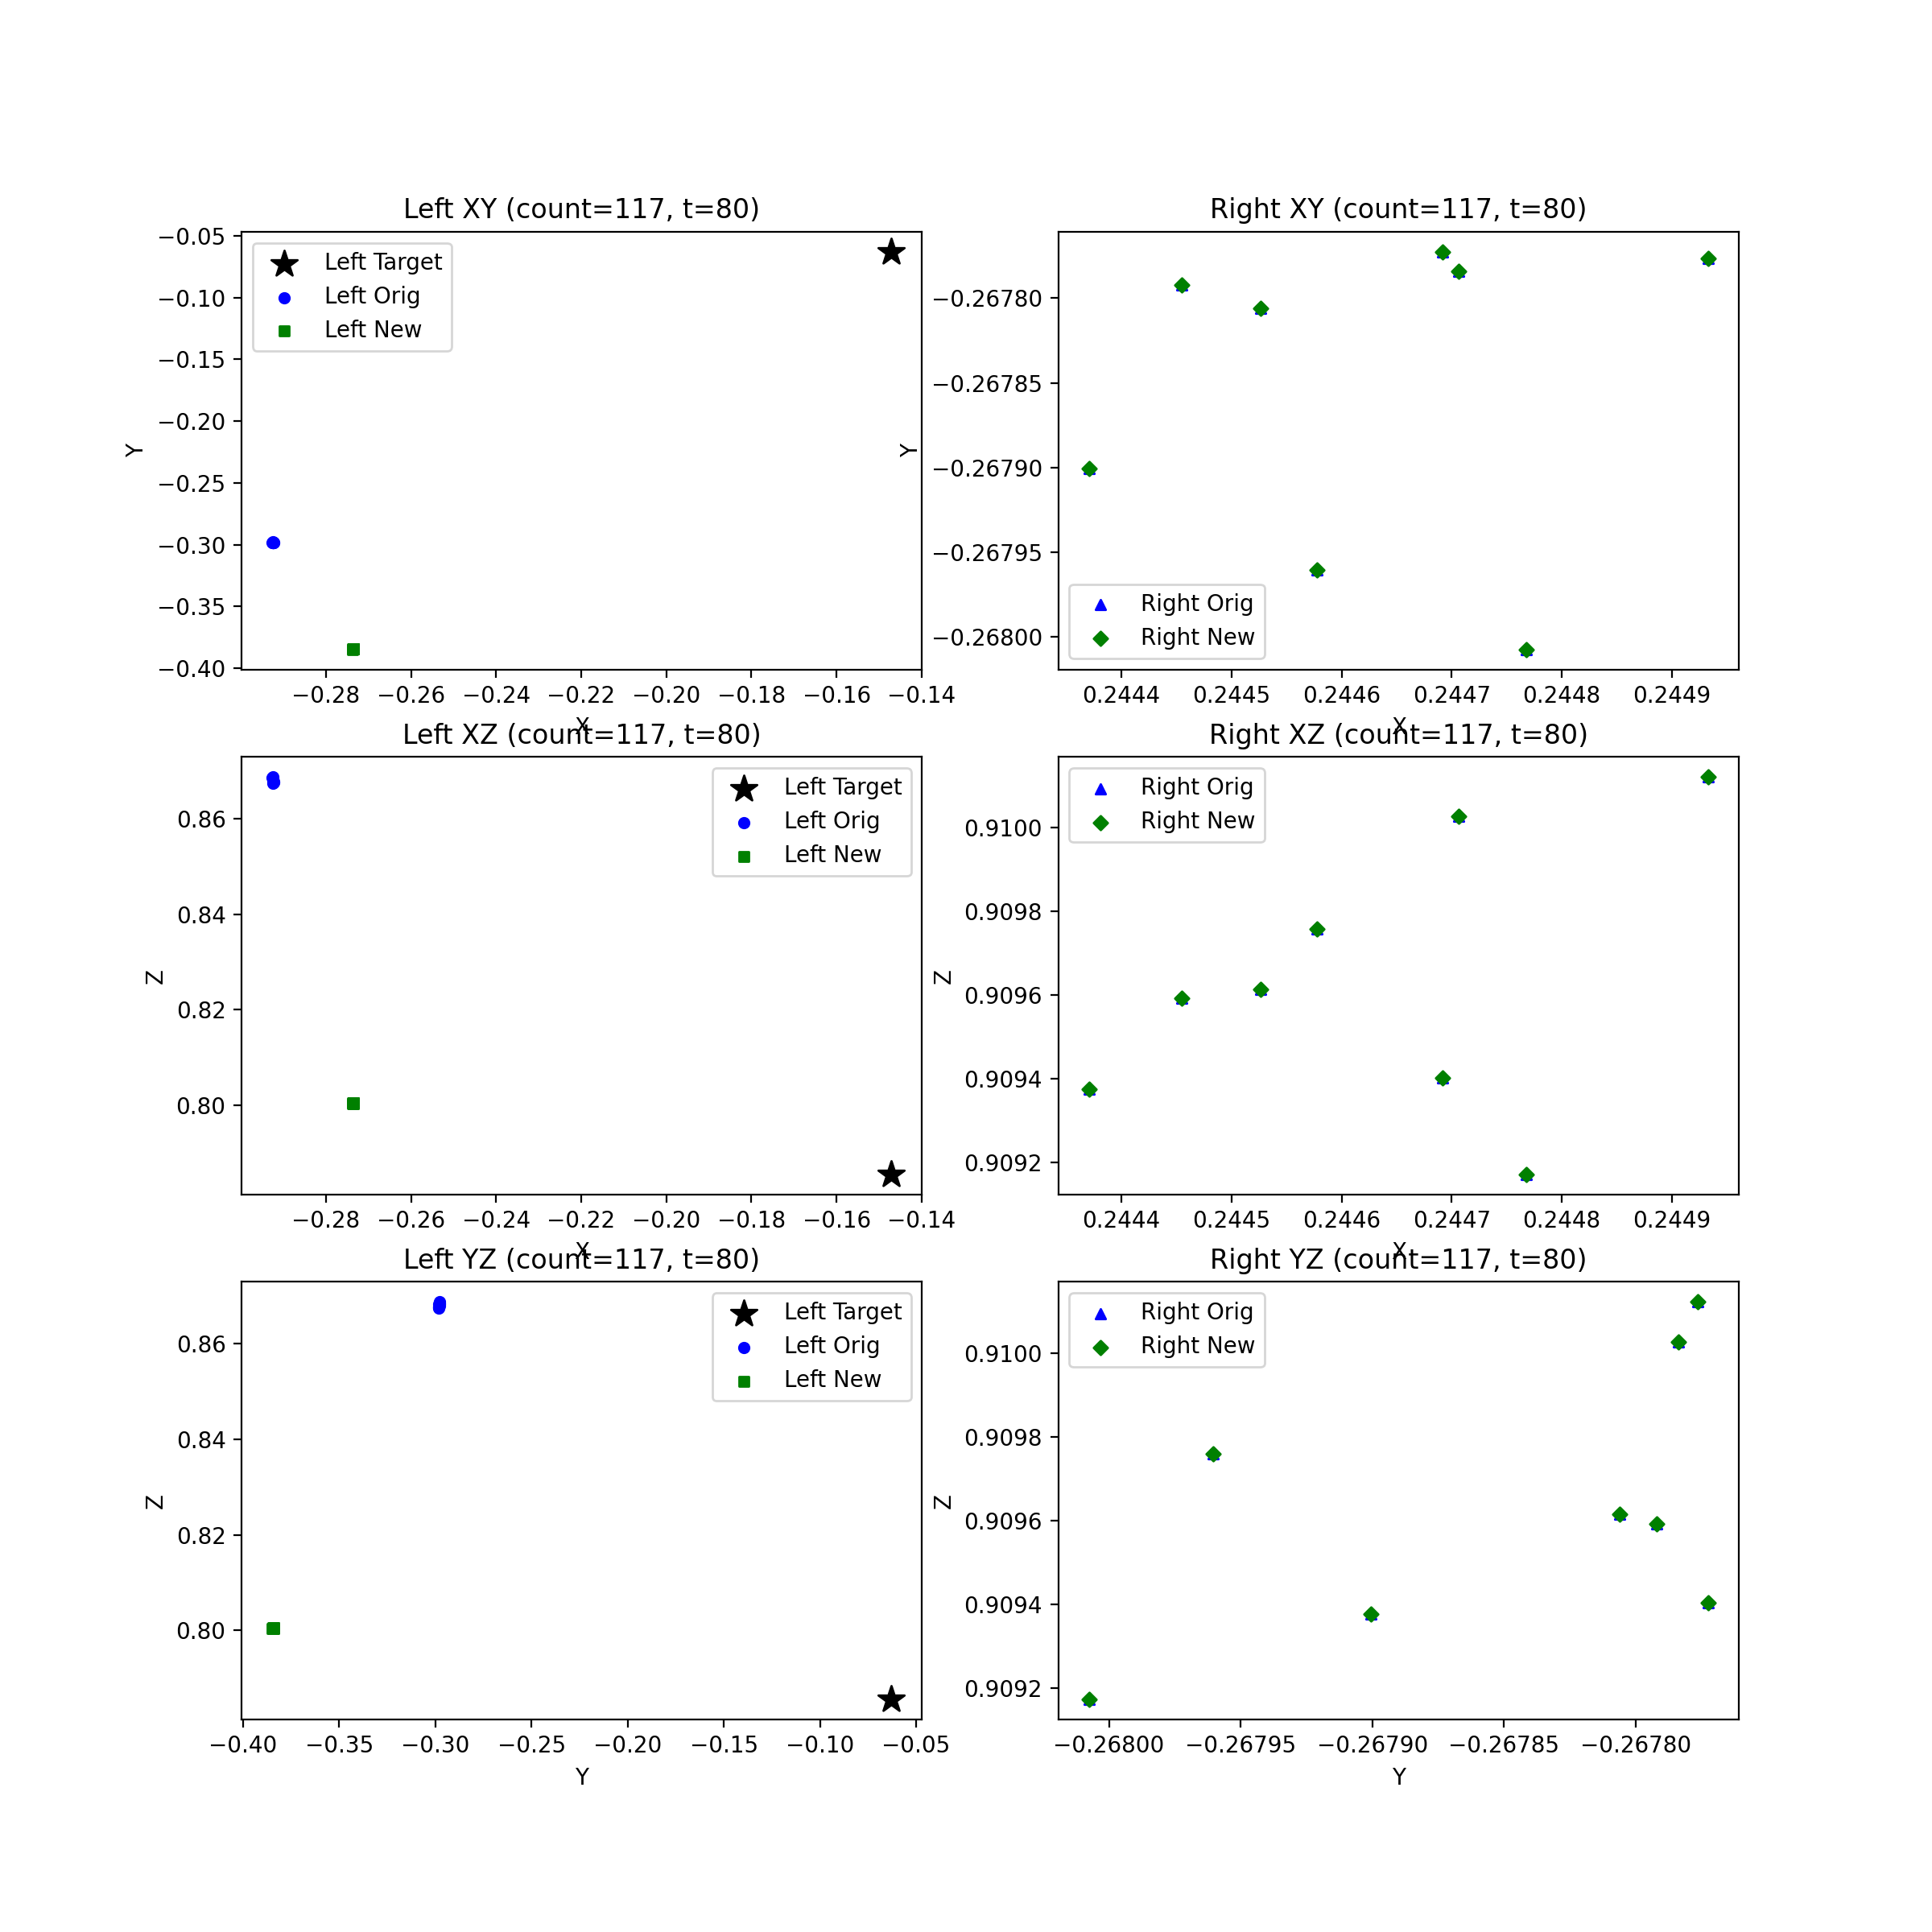 Left XY (count=117, t=80)
−0.05
−0.10
−0.15
−0.20
−0.25
−0.30
−0.35
−0.40
Y
Left Target
Left Orig
Left New
−0.28 −0.26 −0.24 −0.22 −0.20 −0.18 −0.16 −0.14
X
Right XY (count=117, t=80)
−0.26780
−0.26785
−0.26790
−0.26795
−0.26800
Y
Right Orig
Right New
0.2444 0.2445 0.2446 0.2447 0.2448 0.2449
X
Left XZ (count=117, t=80)
0.86
0.84
0.82
0.80
Z
Left Target
Left Orig
Left New
−0.28 −0.26 −0.24 −0.22 −0.20 −0.18 −0.16 −0.14
X
Right XZ (count=117, t=80)
0.9100
0.9098
0.9096
0.9094
0.9092
Z
Right Orig
Right New
0.2444 0.2445 0.2446 0.2447 0.2448 0.2449
X
Left YZ (count=117, t=80)
0.86
0.84
0.82
0.80
Z
Left Target
Left Orig
Left New
−0.40 −0.35 −0.30 −0.25 −0.20 −0.15 −0.10 −0.05
Y
Right YZ (count=117, t=80)
0.9100
0.9098
0.9096
0.9094
0.9092
Z
Right Orig
Right New
−0.26800 −0.26795 −0.26790 −0.26785 −0.26780
Y